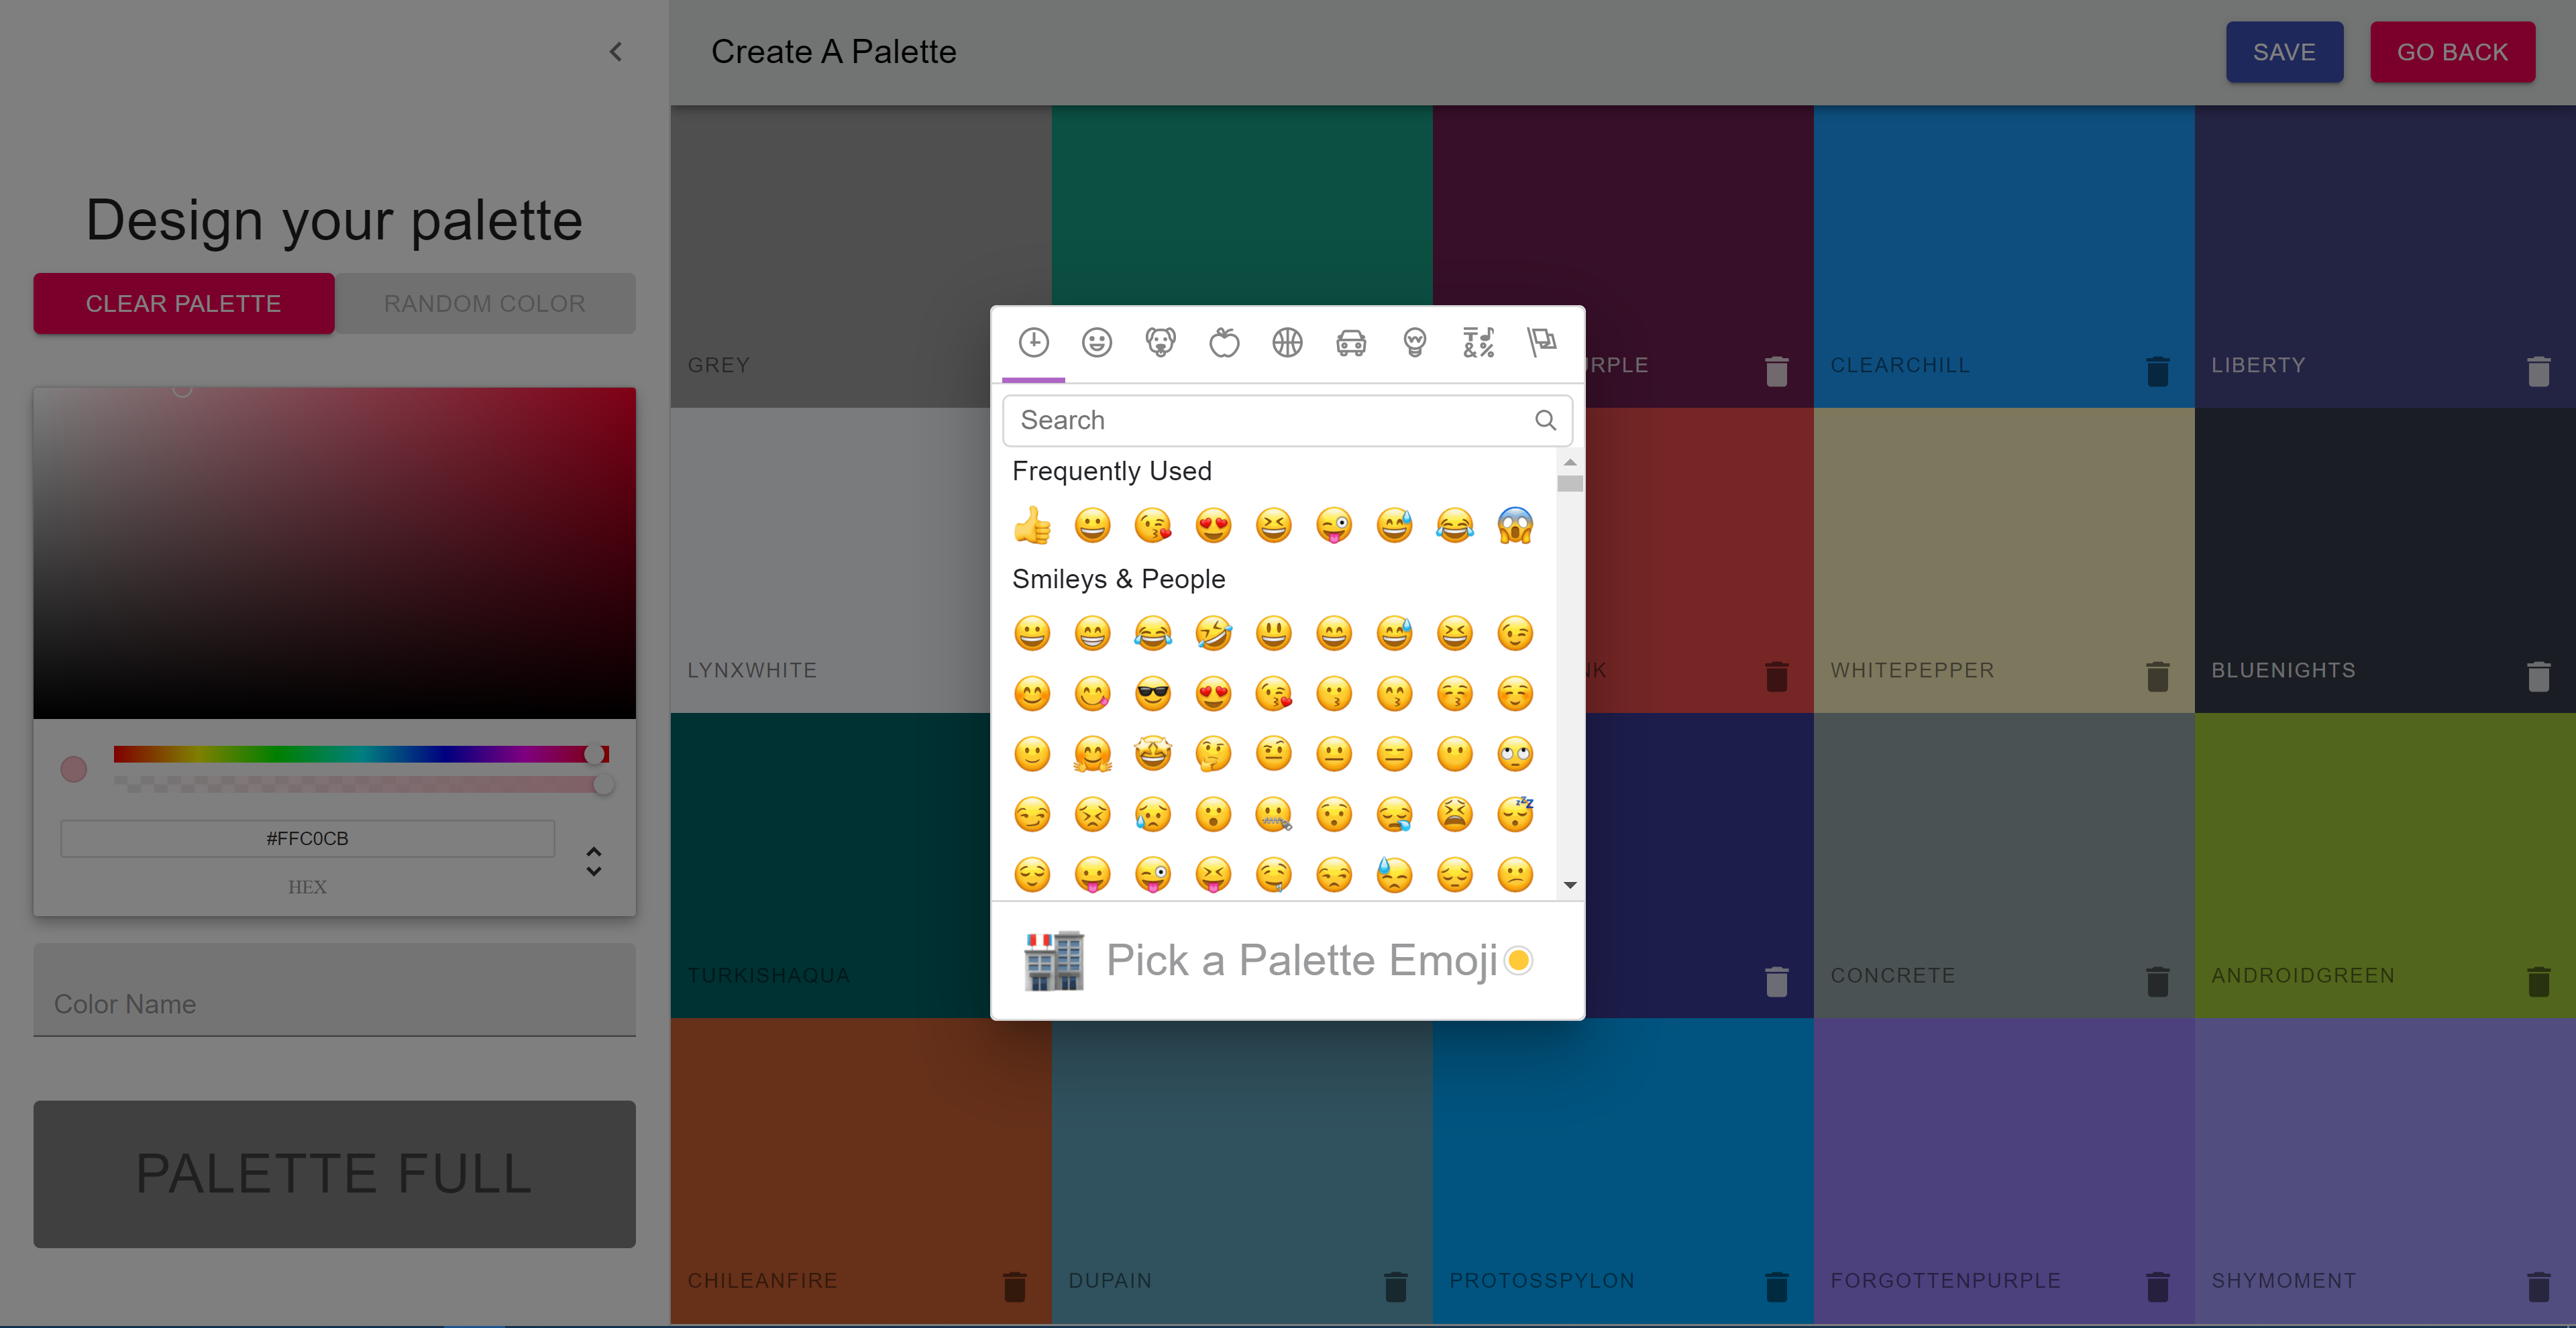 Create A Palette
SAVE
GO BACK
Design your palette
CLEAR PALETTE
RANDOM COLOR
#FFC0CB
HEX
Color Name
PALETTE FULL
GREY
URPLE
CLEARCHILL
LIBERTY
LYNXWHITE
NK
WHITEPEPPER
BLUENIGHTS
TURKISHAQUA
CONCRETE
ANDROIDGREEN
CHILEANFIRE
DUPAIN
PROTOSSPYLON
FORGOTTENPURPLE
SHYMOMENT
Search
Frequently Used
Smileys & People
Pick a Palette Emoji